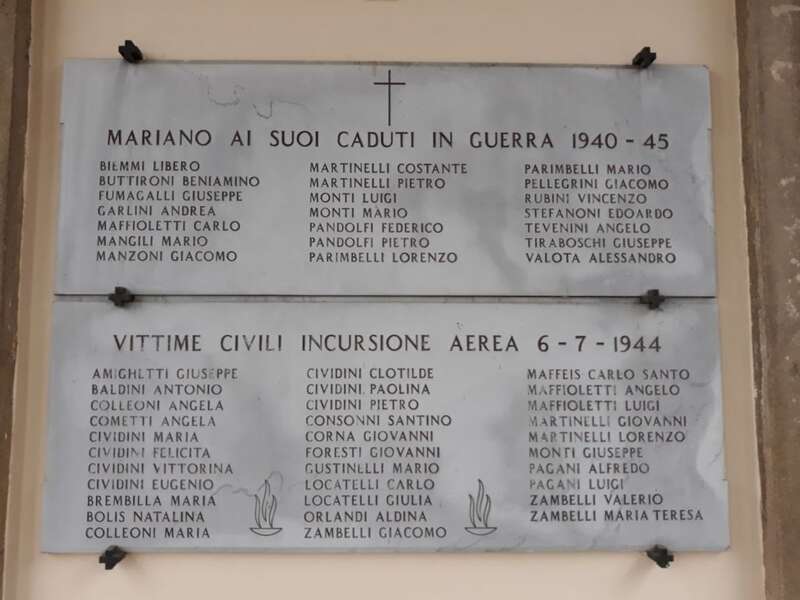 MARIANO AI SUOI CADUTI IN GUERRA 1940 - 45
BIEMMI LIBERO
BUTTIRONI BENIAMINO
FUMAGALLI GIUSEPPE
GARLINI ANDREA
MAFFIOLETTI CARLO
MANGILI MARIO
MANZONI GIACOMO
MARTINELLI COSTANTE
MARTINELLI PIETRO
MONTI LUIGI
MONTI MARIO
PANDOLFI FEDERICO
PANDOLFI PIETRO
PARIMBELLI LORENZO
PARIMBELLI MARIO
PELLEGRINI GIACOMO
RUBINI VINCENZO
STEFANONI EDOARDO
TEVENINI ANGELO
TIRABOSCHI GIUSEPPE
VALOTA ALESSANDRO
VITTIME CIVILI INCURSIONE AEREA 6 - 7 - 1944
AMIGHETTI GIUSEPPE
BALDINI ANTONIO
COLLEONI ANGELA
COMETTI ANGELA
CIVIDINI MARIA
CIVIDINI FELICITA
CIVIDINI VITTORINA
CIVIDINI EUGENIO
BREMBILLA MARIA
BOLIS NATALINA
COLLEONI MARIA
CIVIDINI CLOTILDE
CIVIDINI PAOLINA
CIVIDINI PIETRO
CONSONNI SANTINO
CORNA GIOVANNI
FORESTI GIOVANNI
GUSTINELLI MARIO
LOCATELLI CARLO
LOCATELLI GIULIA
ORLANDI ALDINA
ZAMBELLI GIACOMO
MAFFEIS CARLO SANTO
MAFFIOLETTI ANGELO
MAFFIOLETTI LUIGI
MARTINELLI GIOVANNI
MARTINELLI LORENZO
MONTI GIUSEPPE
PAGANI ALFREDO
PAGANI LUIGI
ZAMBELLI VALERIO
ZAMBELLI MARIA TERESA